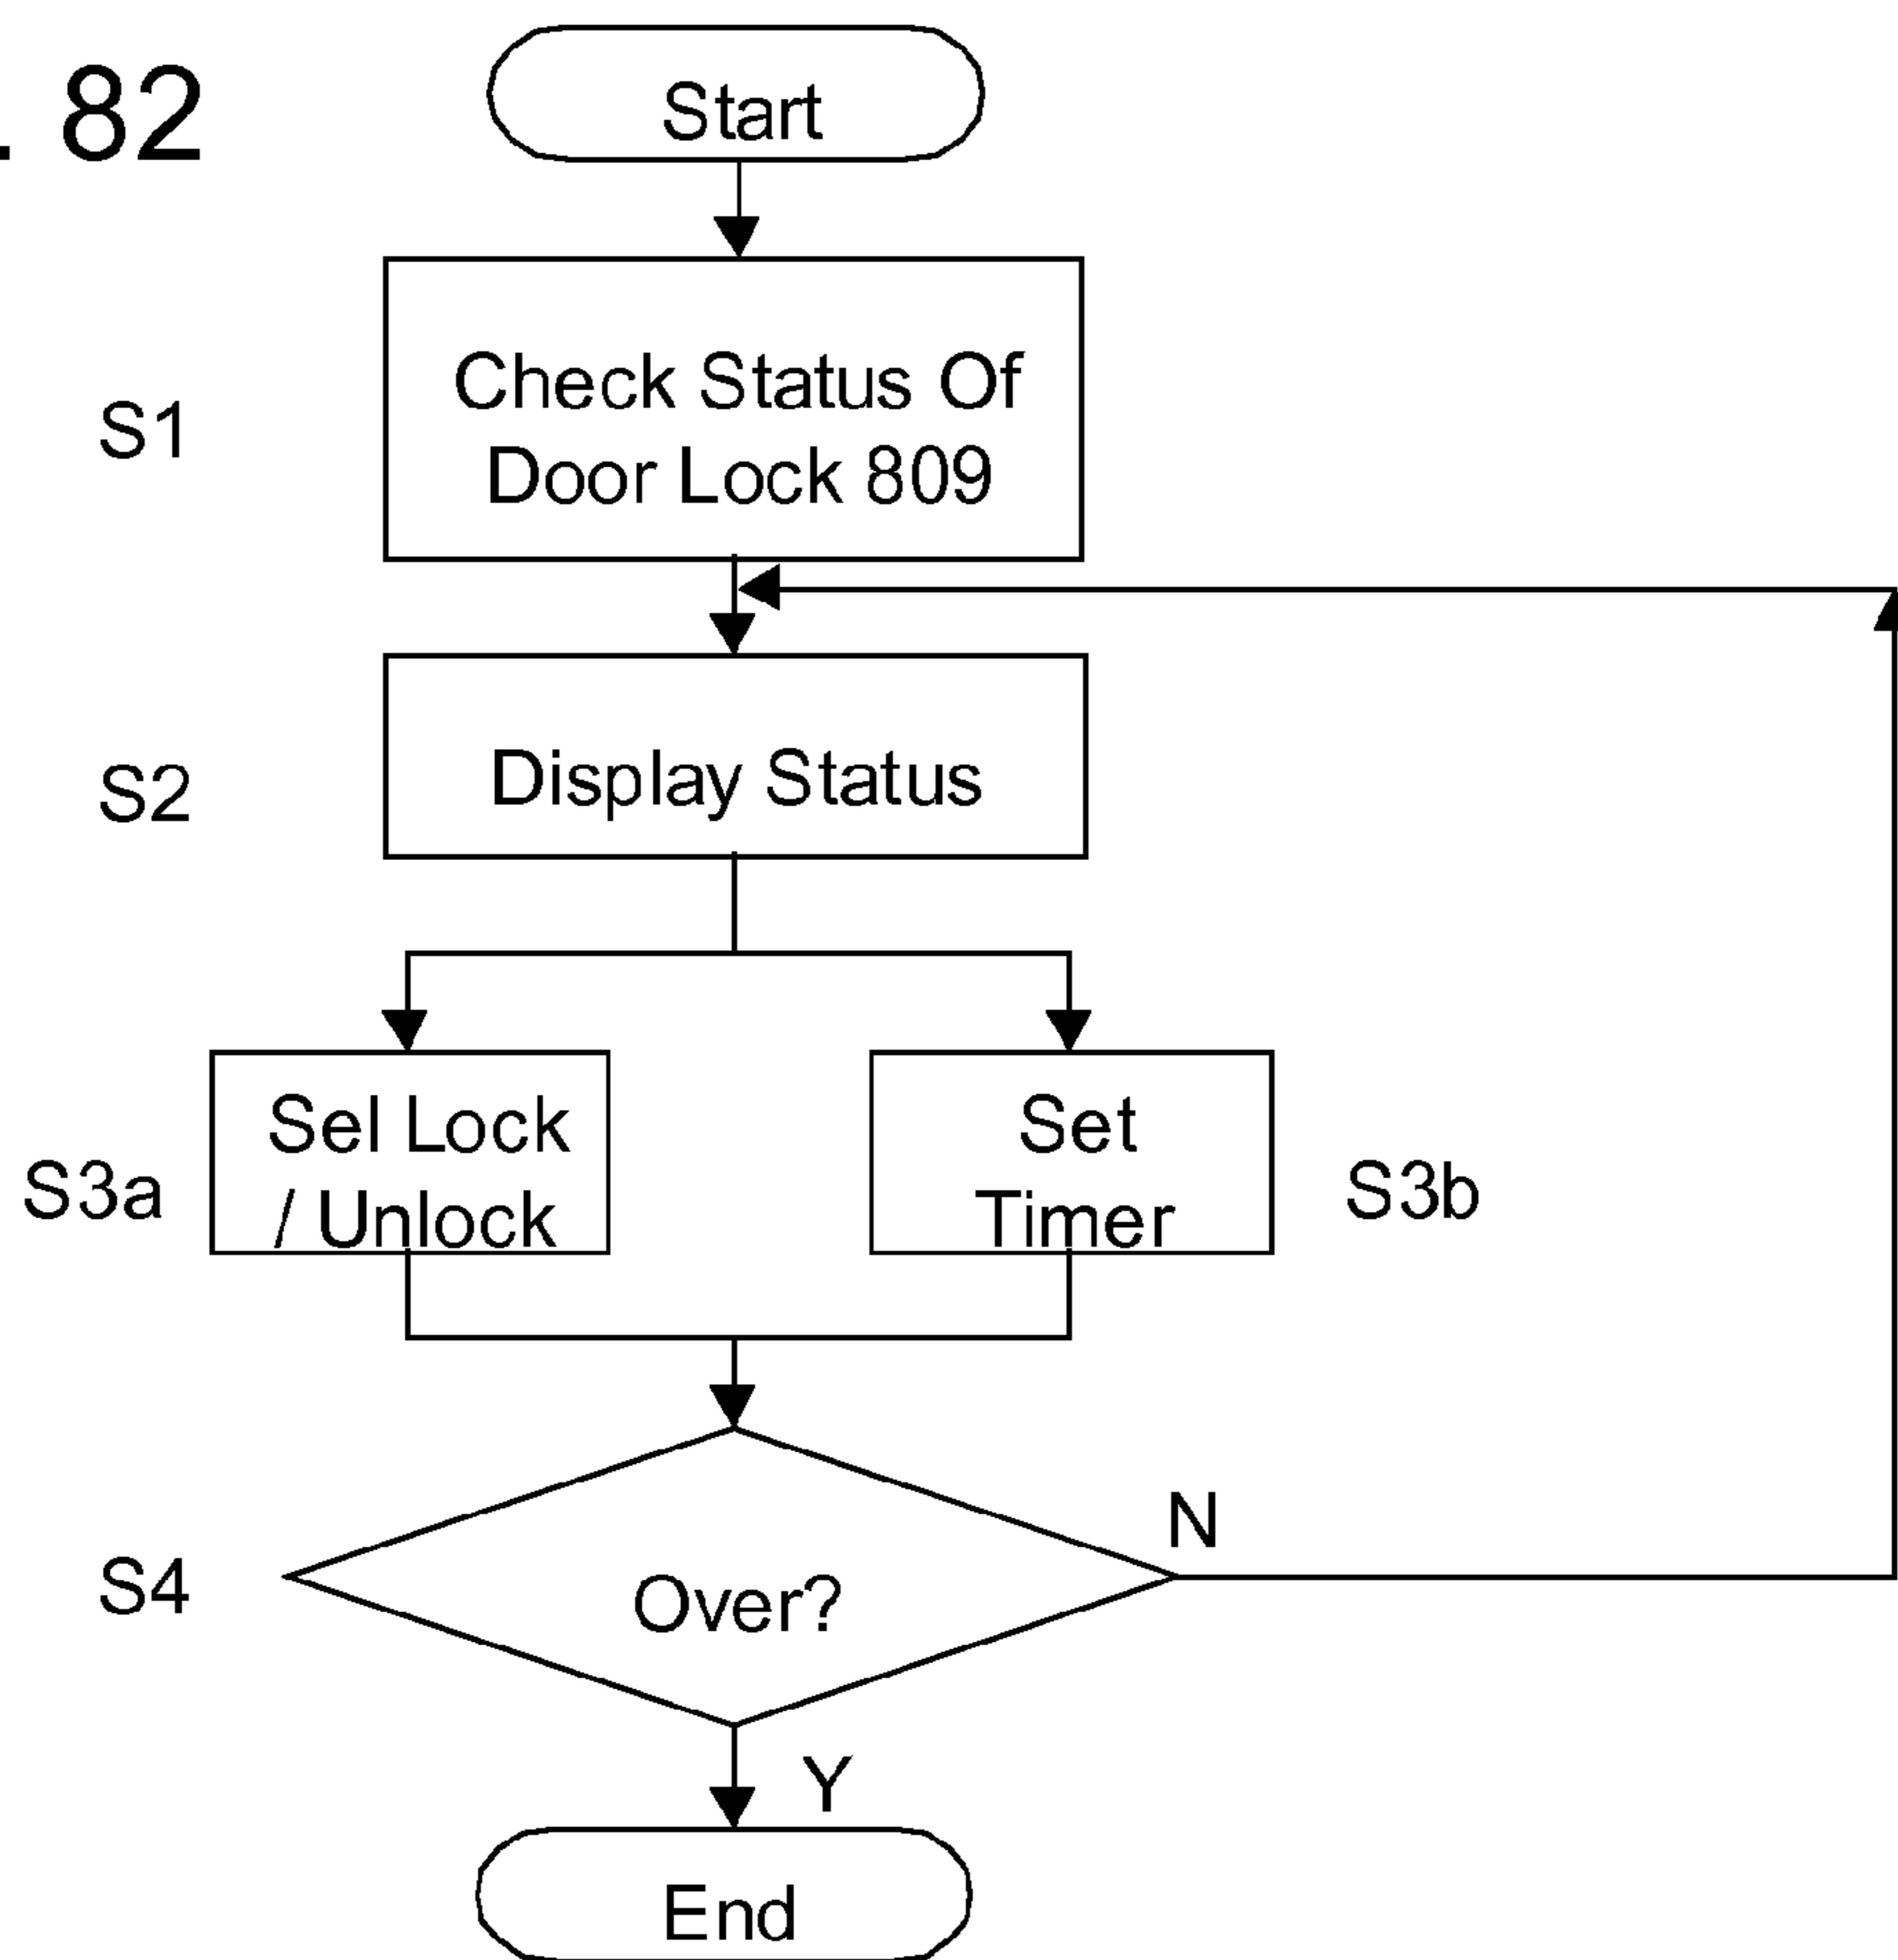 . 82
Start
S1
Check Status Of
Door Lock 809
S2
Display Status
S3a
Sel Lock
/ Unlock
Set
Timer
S3b
S4
Over?
N
Y
End